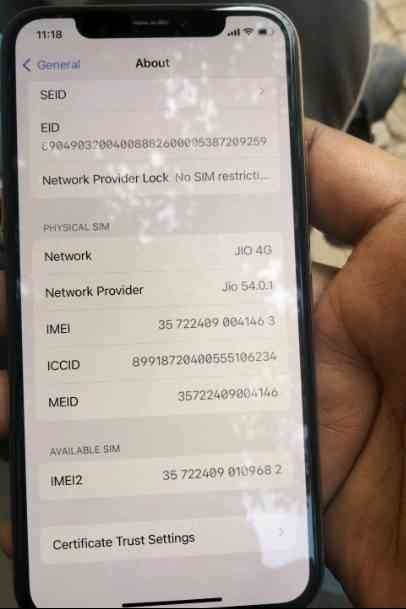 11:18
General
About
SEID
EID
89049032004008882600005387209259
Network Provider Lock No SIM restricti...
PHYSICAL SIM
Network JIO 4G
Network Provider Jio 54.0.1
IMEI 35 722409 004146 3
ICCID 89918720400555106234
MEID 35722409004146
AVAILABLE SIM
IMEI2 35 722409 010968 2
Certificate Trust Settings